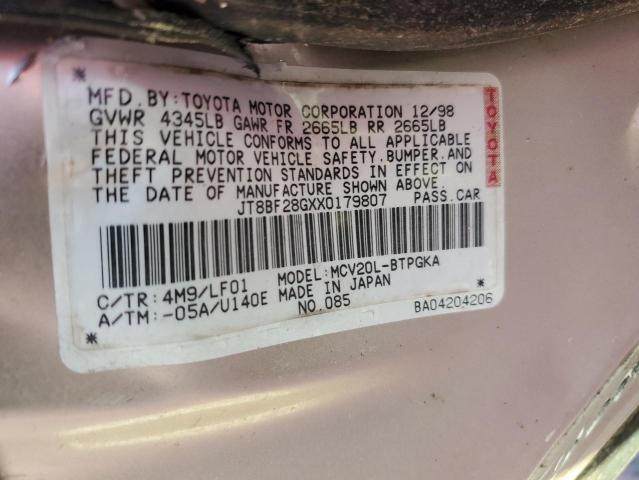 MFD. BY: TOYOTA MOTOR CORPORATION 12/98
GVWR 4345LB GAWR FR 2665LB RR 2665LB
THIS VEHICLE CONFORMS TO ALL APPLICABLE
FEDERAL MOTOR VEHICLE SAFETY, BUMPER, AND
THEFT PREVENTION STANDARDS IN EFFECT ON
THE DATE OF MANUFACTURE SHOWN ABOVE.
JT8BF28GXX0179807 PASS. CAR
TOYOTA
C/TR: 4M9/LF01 MODEL: MCV20L-BTPGKA
A/TM: -05A/U140E MADE IN JAPAN
NO. 085 BA04204206